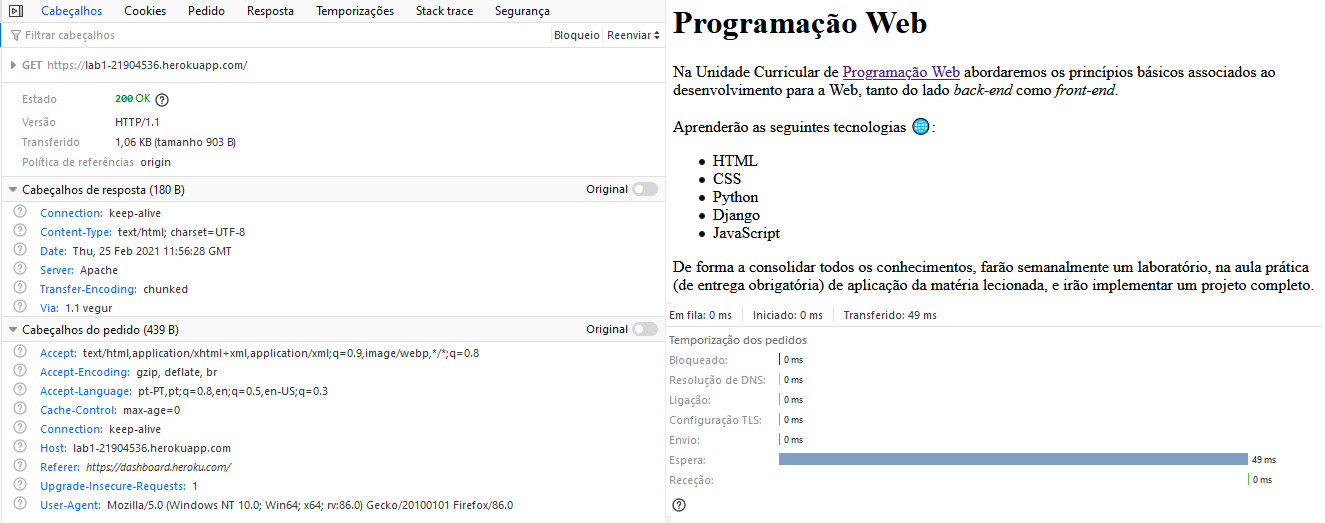 Cabeçalhos Cookies Pedido Resposta Temporizações Stack trace Segurança
Filtrar cabeçalhos Bloqueio Reenviar
GET https://lab1-21904536.herokuapp.com/
Estado 200 OK
Versão HTTP/1.1
Transferido 1,06 KB (tamanho 903 B)
Política de referências origin
Cabeçalhos de resposta (180 B) Original
Connection: keep-alive
Content-Type: text/html; charset=UTF-8
Date: Thu, 25 Feb 2021 11:56:28 GMT
Server: Apache
Transfer-Encoding: chunked
Via: 1.1 vegur
Cabeçalhos do pedido (439 B) Original
Accept: text/html,application/xhtml+xml,application/xml;q=0.9,image/webp,*/*;q=0.8
Accept-Encoding: gzip, deflate, br
Accept-Language: pt-PT,pt;q=0.8,en;q=0.5,en-US;q=0.3
Cache-Control: max-age=0
Connection: keep-alive
Host: lab1-21904536.herokuapp.com
Referer: https://dashboard.heroku.com/
Upgrade-Insecure-Requests: 1
User-Agent: Mozilla/5.0 (Windows NT 10.0; Win64; x64; rv:86.0) Gecko/20100101 Firefox/86.0
Programação Web
Na Unidade Curricular de Programação Web abordaremos os princípios básicos associados ao
desenvolvimento para a Web, tanto do lado back-end como front-end.
Aprenderão as seguintes tecnologias 🌐:
• HTML
• CSS
• Python
• Django
• JavaScript
De forma a consolidar todos os conhecimentos, farão semanalmente um laboratório, na aula prática
(de entrega obrigatória) de aplicação da matéria lecionada, e irão implementar um projeto completo.
Em fila: 0 ms Iniciado: 0 ms Transferido: 49 ms
Temporização dos pedidos
Bloqueado: 0 ms
Resolução de DNS: 0 ms
Ligação: 0 ms
Configuração TLS: 0 ms
Envio: 0 ms
Espera: 49 ms
Receção: 0 ms